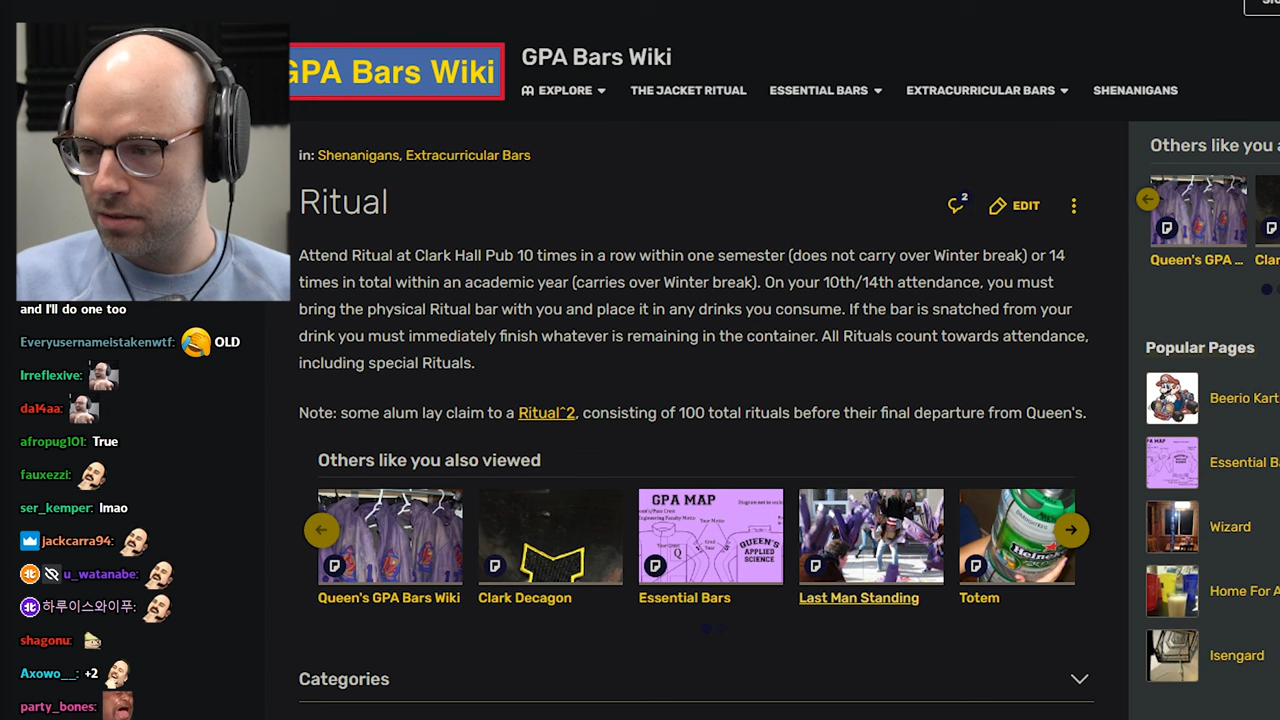 GPA Bars Wiki
GPA Bars Wiki
EXPLORE
THE JACKET RITUAL
ESSENTIAL BARS
EXTRACURRICULAR BARS
SHENANIGANS
in: Shenanigans, Extracurricular Bars
Ritual
2
EDIT
Attend Ritual at Clark Hall Pub 10 times in a row within one semester (does not carry over Winter break) or 14
times in total within an academic year (carries over Winter break). On your 10th/14th attendance, you must
bring the physical Ritual bar with you and place it in any drinks you consume. If the bar is snatched from your
drink you must immediately finish whatever is remaining in the container. All Rituals count towards attendance,
including special Rituals.
Note: some alum lay claim to a Ritual^2, consisting of 100 total rituals before their final departure from Queen's.
Others like you also viewed
GPA MAP
QUEEN'S
APPLIED
SCIENCE
Heineken
Queen's GPA Bars Wiki
Clark Decagon
Essential Bars
Last Man Standing
Totem
Categories
Others like you a
Queen's GPA ...
Clar
Popular Pages
Beerio Kart
Essential Ba
Wizard
Home For A
Isengard
and I'll do one too
Everyusernameistakenwtf: OLD
Irreflexive:
da14aa:
afropug101: True
fauxezzi:
ser_kemper: lmao
jackcarra94:
u_watanabe:
하루이스와이푸:
shagonu:
Axowo__: +2
party_bones: